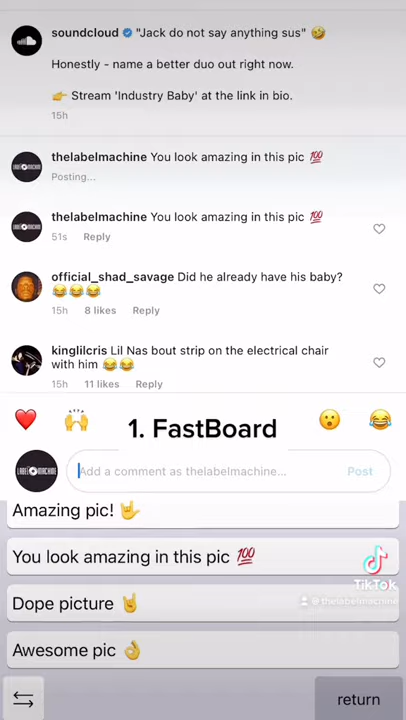 soundcloud "Jack do not say anything sus" 🤣
Honestly - name a better duo out right now.
👉 Stream 'Industry Baby' at the link in bio.
15h
thelabelmachine You look amazing in this pic 💯
Posting...
thelabelmachine You look amazing in this pic 💯
51s Reply
official_shad_savage Did he already have his baby?
😂😂😂
15h 8 likes Reply
kinglilcris Lil Nas bout strip on the electrical chair
with him 😂😂
15h 11 likes Reply
1. FastBoard
LABEL MACHINE
Add a comment as thelabelmachine... Post
Amazing pic! 🤟
You look amazing in this pic 💯
TikTok
@thelabelmachine
Dope picture 🤘
Awesome pic 👌
return